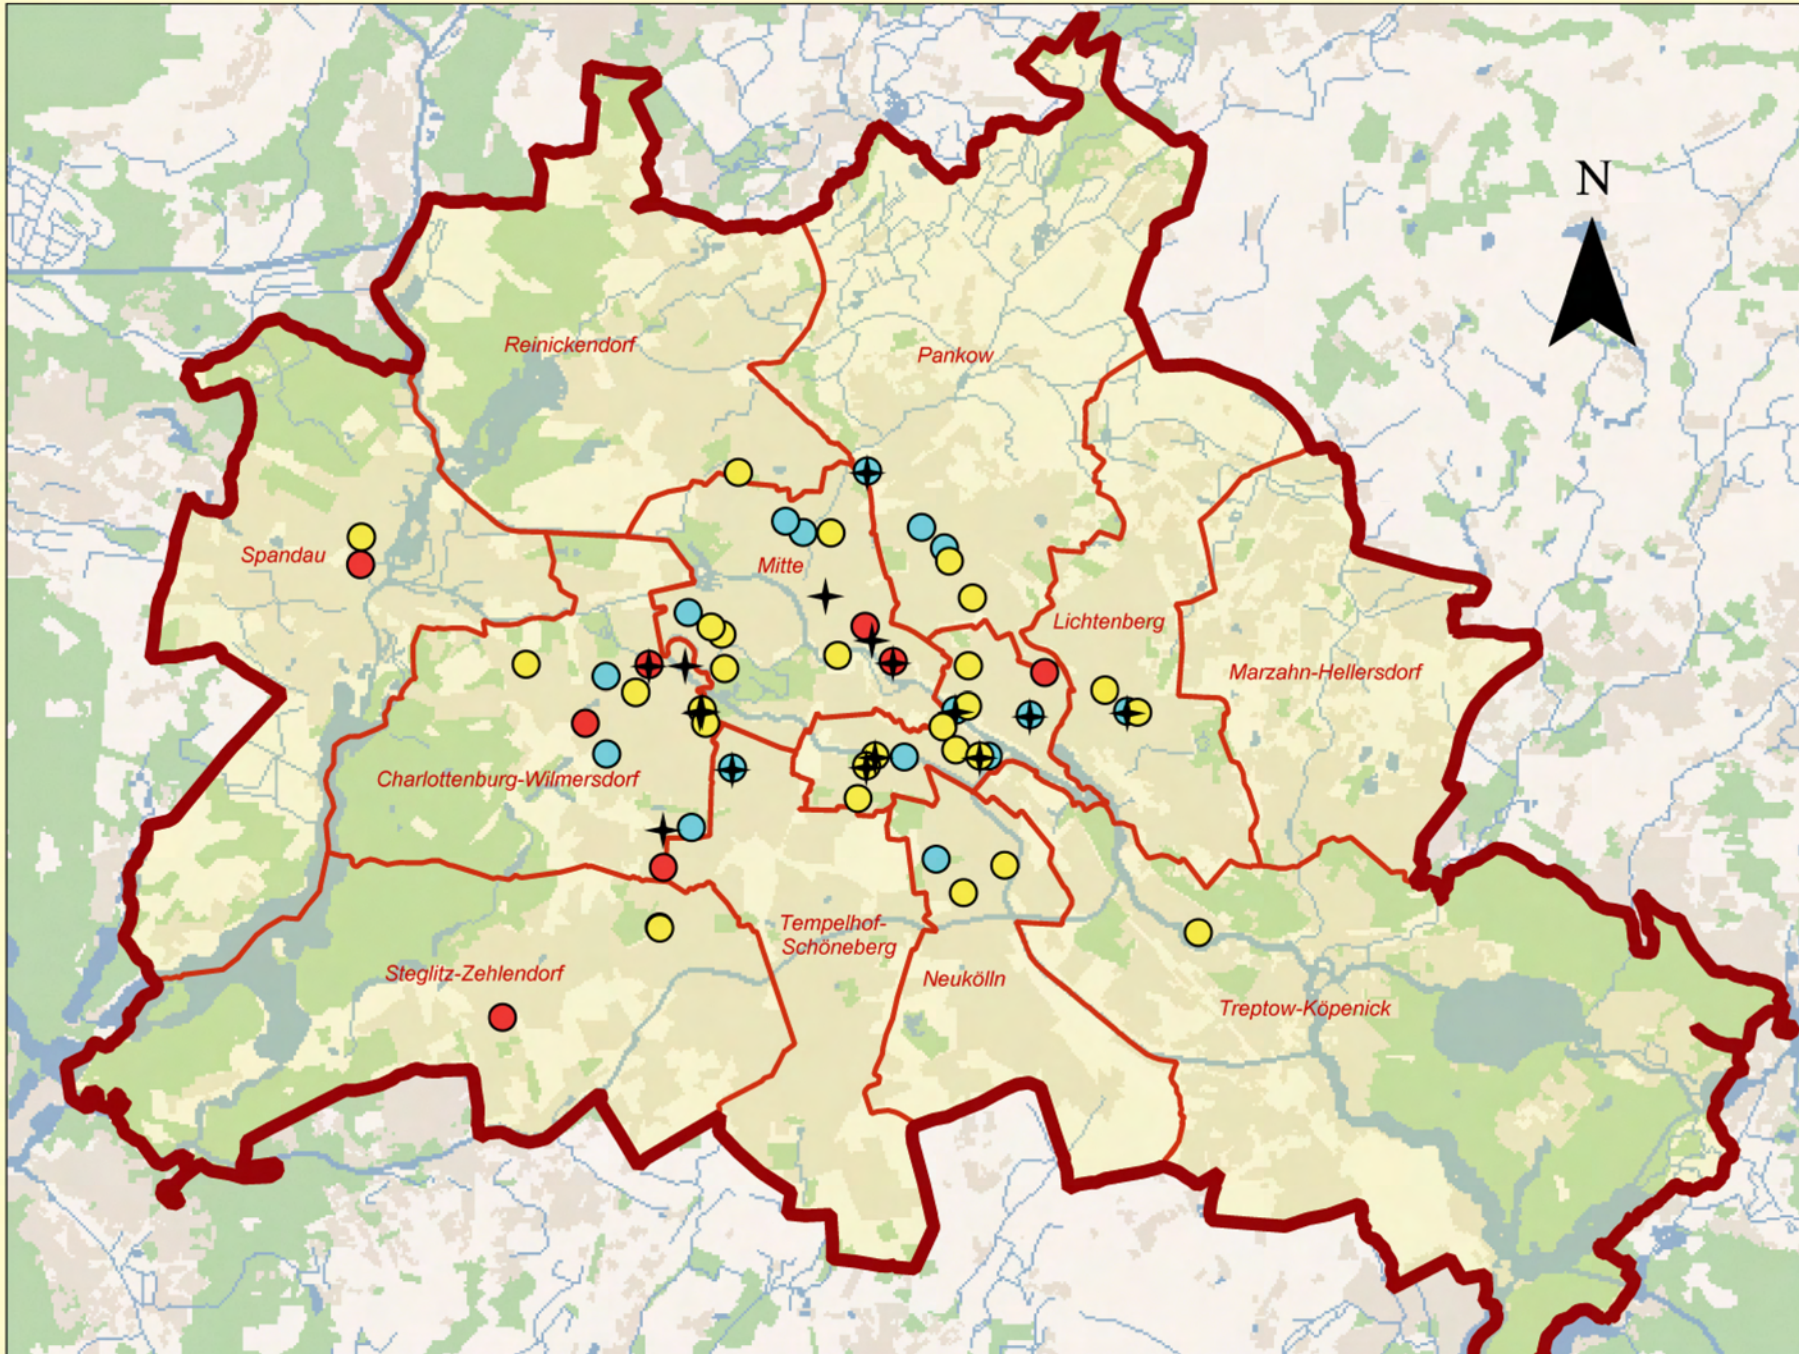 N
Reinickendorf
Pankow
Spandau
Mitte
Lichtenberg
Marzahn-Hellersdorf
Charlottenburg-Wilmersdorf
Tempelhof-
Schöneberg
Steglitz-Zehlendorf
Neukölln
Treptow-Köpenick